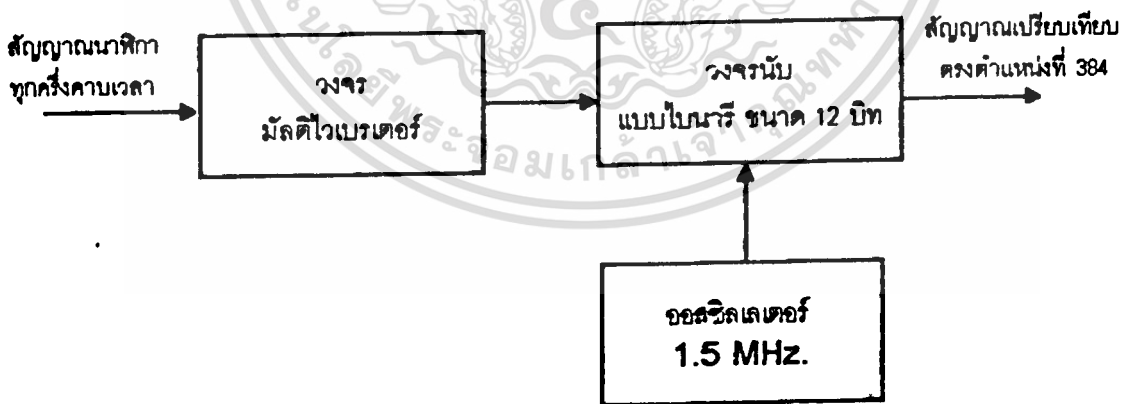 สัญญาณนาฬิกา
ทุกครึ่งคาบเวลา
วงจร
มัลติไวเบรเตอร์
วงจรนับ
แบบไบนารี ขนาด 12 บิท
สัญญาณเปรียบเทียบ
ตรงตำแหน่งที่ 384
ออสซิลเลเตอร์
1.5 MHz.